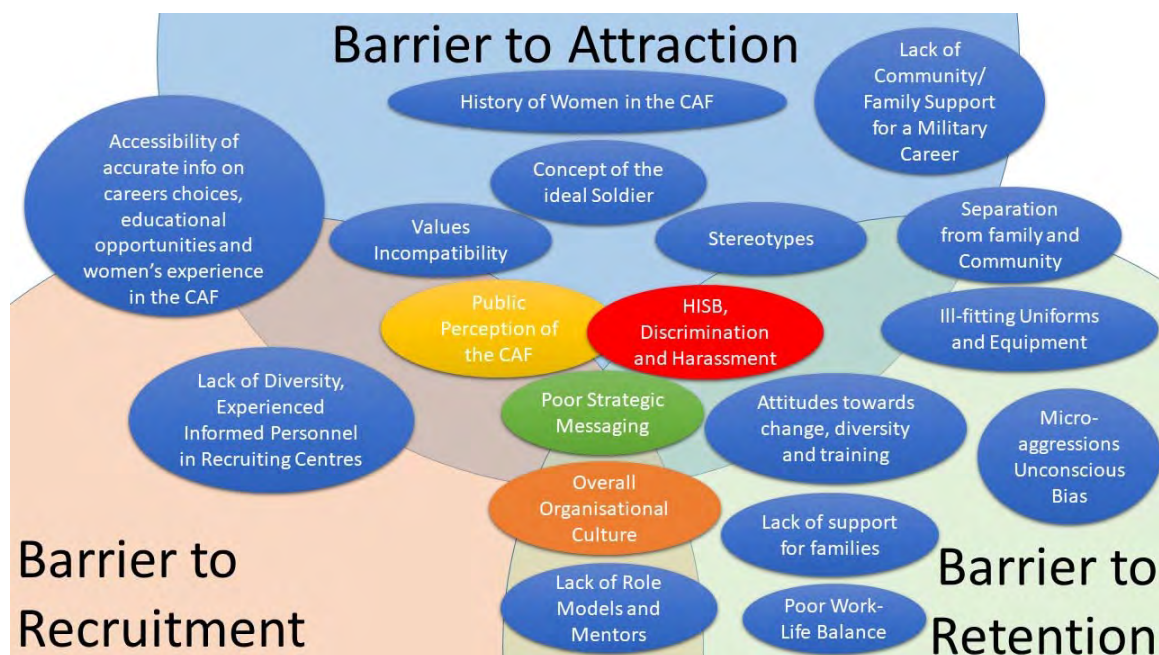 Barrier to Attraction
History of Women in the CAF
Lack of
Community/
Family Support
for a Military
Career
Accessibility of
accurate info on
careers choices,
educational
opportunities and
women's experience
in the CAF
Concept of the
ideal Soldier
Values
Incompatibility
Stereotypes
Separation
from family and
Community
Public
Perception of
the CAF
HISB,
Discrimination
and Harassment
Ill-fitting Uniforms
and Equipment
Lack of Diversity,
Experienced
Informed Personnel
in Recruiting Centres
Poor Strategic
Messaging
Attitudes towards
change, diversity
and training
Micro-
aggressions
Unconscious
Bias
Overall
Organisational
Culture
Lack of support
for families
Barrier to
Recruitment
Lack of Role
Models and
Mentors
Poor Work-
Life Balance
Barrier to
Retention